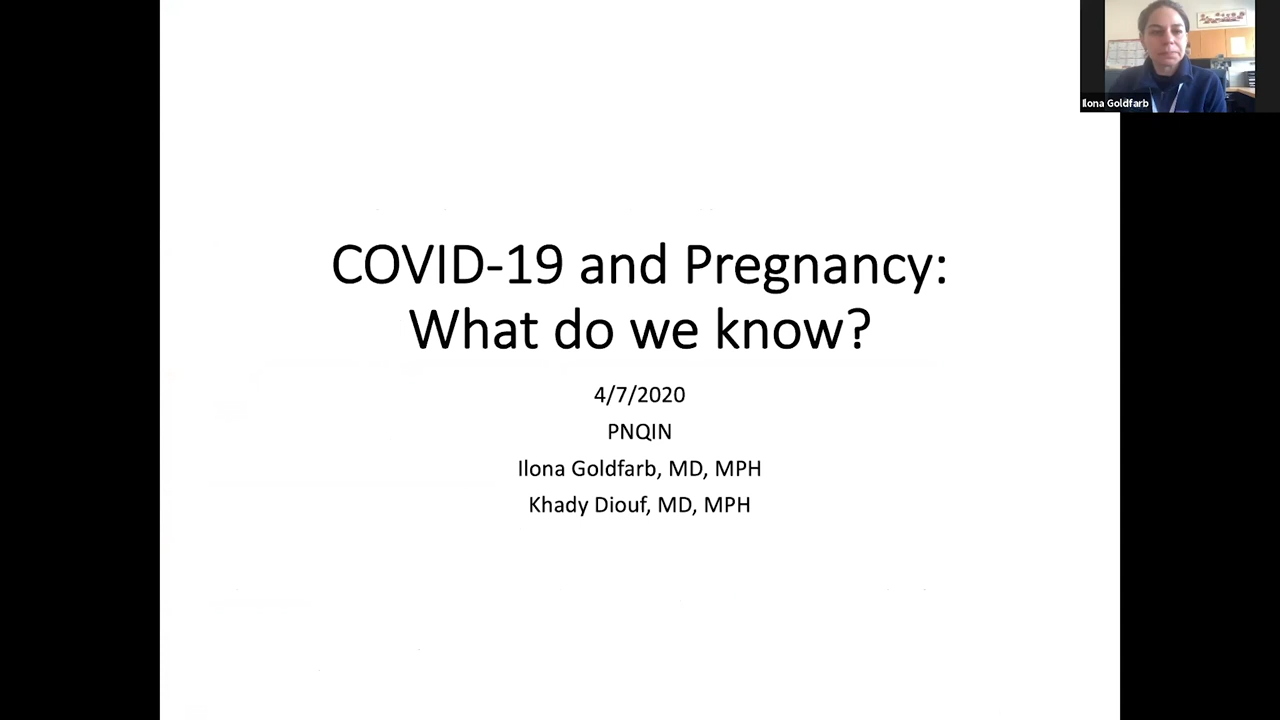 COVID-19 and Pregnancy:
What do we know?
4/7/2020
PNQIN
Ilona Goldfarb, MD, MPH
Khady Diouf, MD, MPH
Ilona Goldfarb